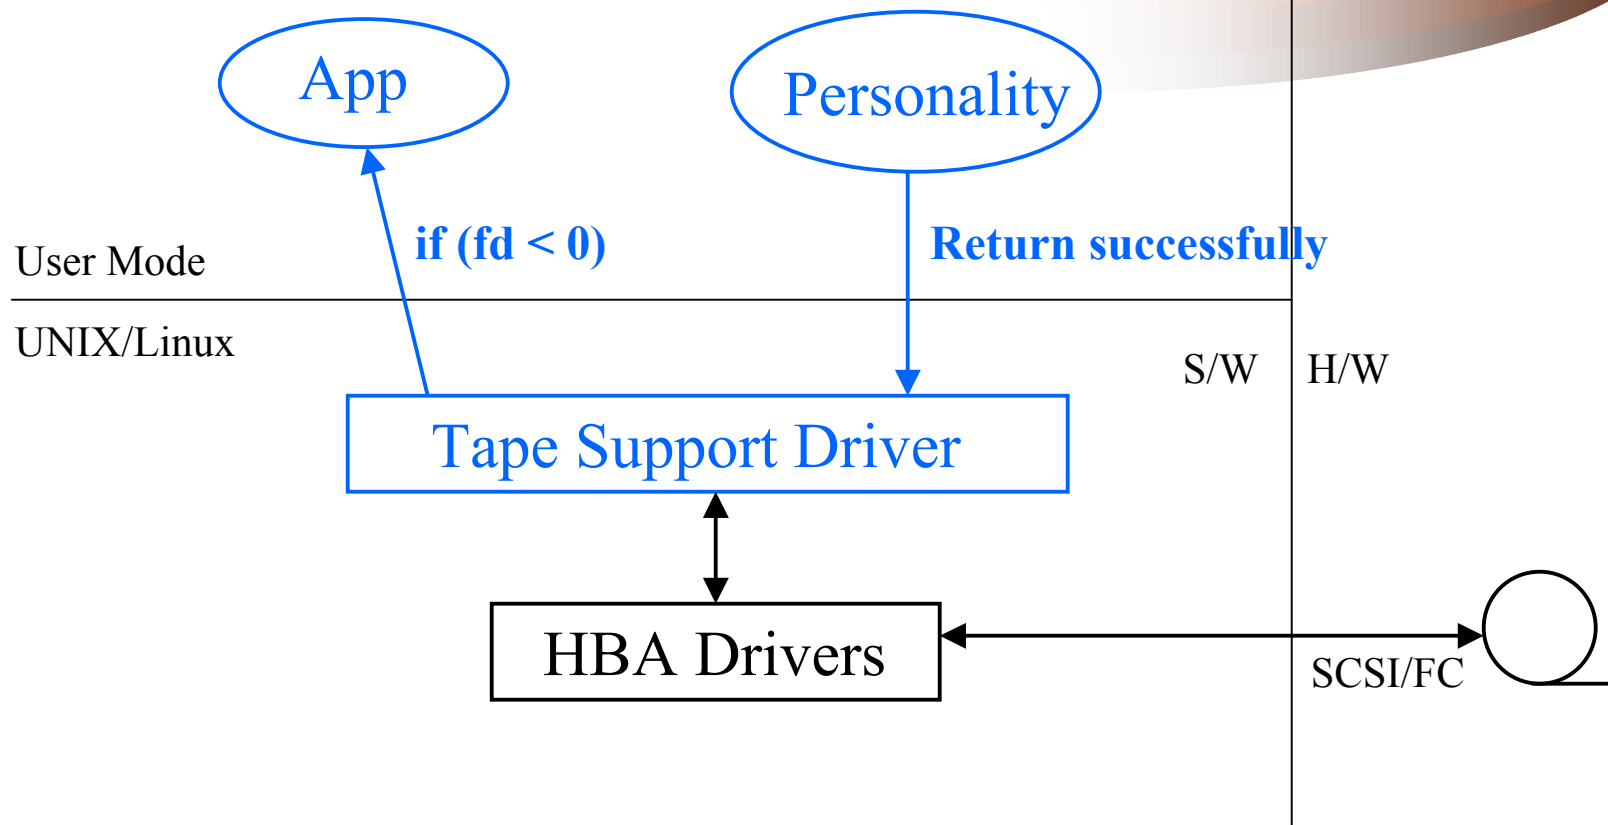 App
Personality
if (fd < 0)
Return successfully
User Mode
UNIX/Linux
S/W
H/W
Tape Support Driver
HBA Drivers
SCSI/FC